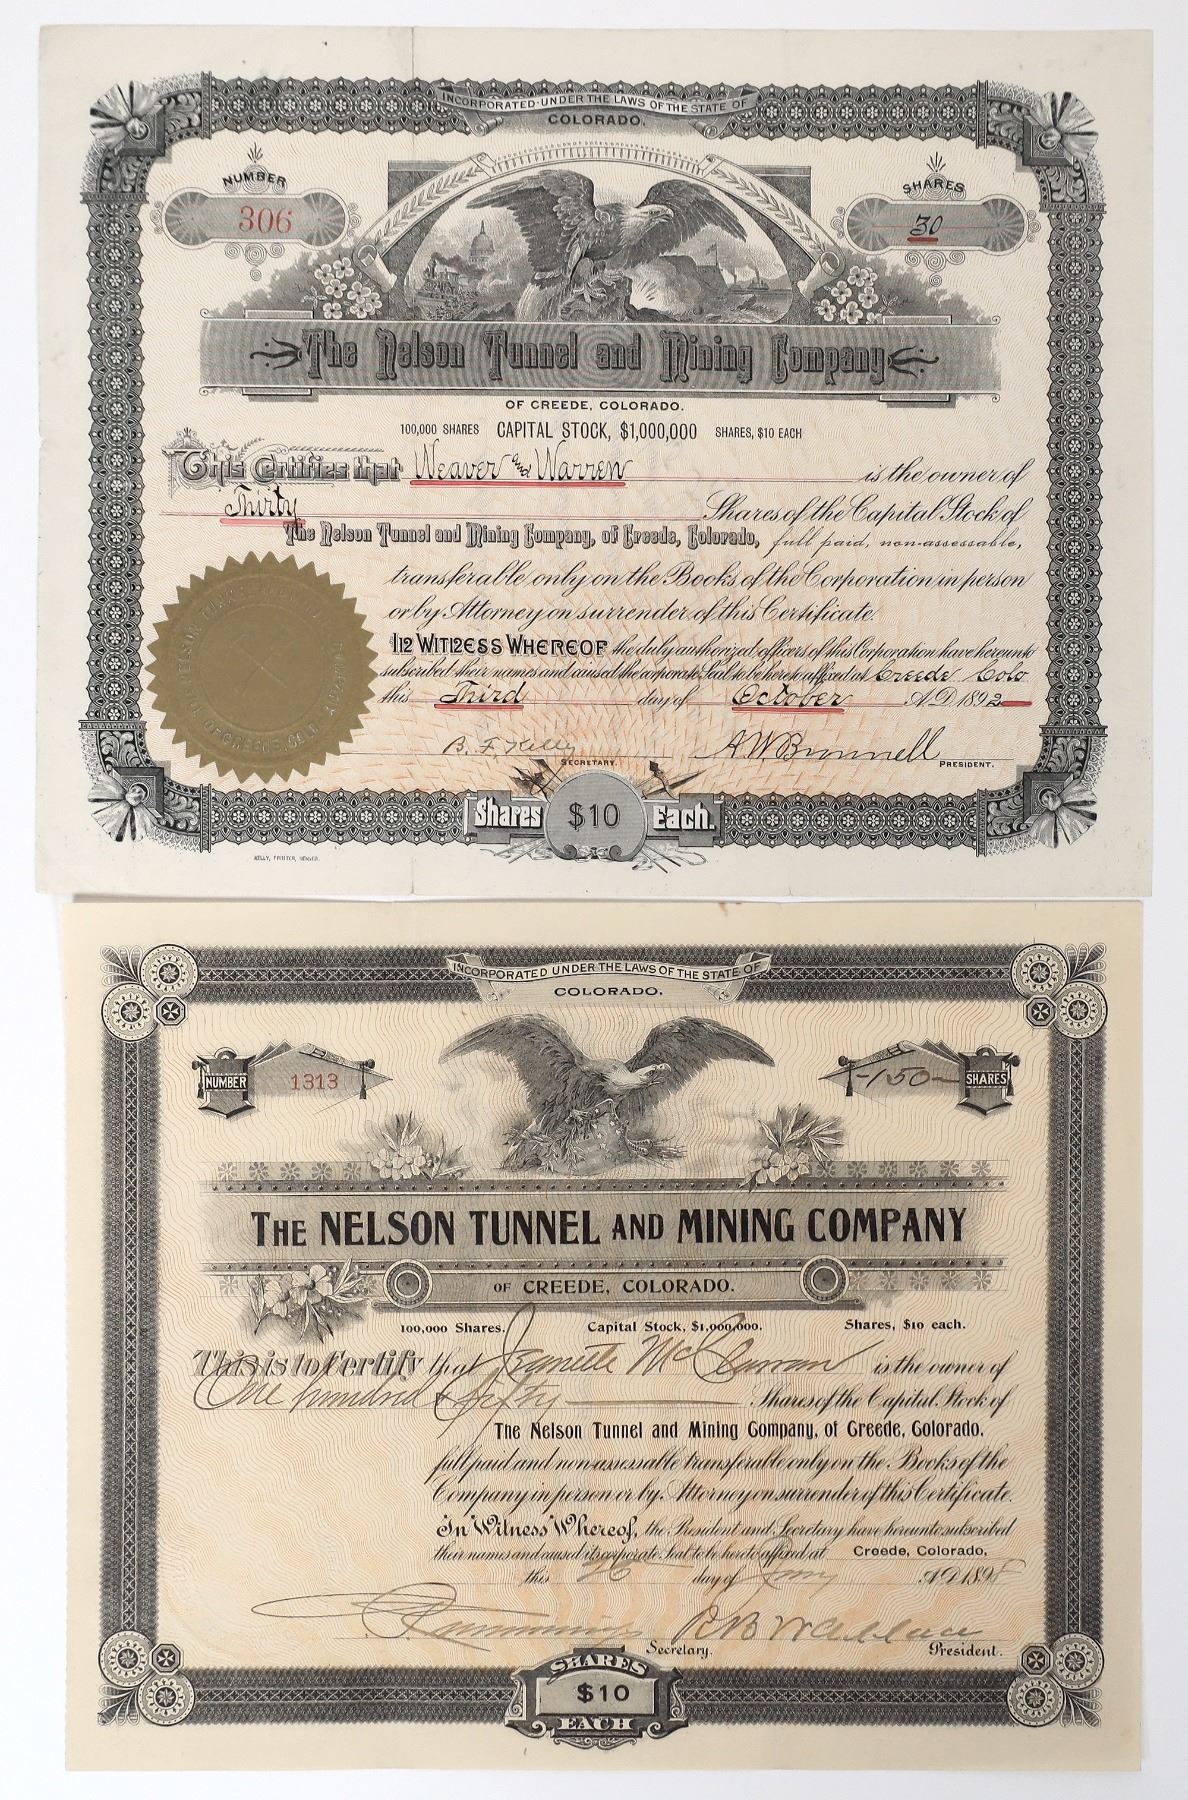 INCORPORATED UNDER THE LAWS OF THE STATE OF
COLORADO.
NUMBER
306
SHARES
30
The Nelson Tunnel and Mining Company
OF CREEDE, COLORADO.
100,000 SHARES CAPITAL STOCK, $1,000,000 SHARES, $10 EACH
This Certifies that Weaver and Warren is the owner of
Thirty Shares of the Capital Stock of
The Nelson Tunnel and Mining Company, of Creede, Colorado, full paid, non-assessable,
transferable only on the Books of the Corporation in person
or by Attorney on surrender of this Certificate.
IN WITNESS WHEREOF the duly authorized officers of this Corporation have hereunto
subscribed their names and caused the corporate Seal to be hereto affixed at Creede Colo
this Third day of October A.D. 1892
B. F. Kelly
SECRETARY.
A W Brownell
PRESIDENT.
Shares $10 Each.
KELLY, PRINTER, DENVER.
INCORPORATED UNDER THE LAWS OF THE STATE OF
COLORADO.
NUMBER
1313
-150-
SHARES
THE NELSON TUNNEL AND MINING COMPANY
OF CREEDE, COLORADO.
100,000 Shares. Capital Stock, $1,000,000. Shares, $10 each.
This is to Certify that Jeanette is the owner of
One hundred & fifty Shares of the Capital Stock of
The Nelson Tunnel and Mining Company, of Creede, Colorado.
full paid and non-assessable transferable only on the Books of the
Company in person or by Attorney on surrender of this Certificate.
In Witness Whereof, the President and Secretary have hereunto subscribed
their names and caused its corporate Seal to be hereto affixed at Creede, Colorado,
this 26 day of A.D. 1898
Secretary.
R B Wallace
President.
SHARES
$10
EACH